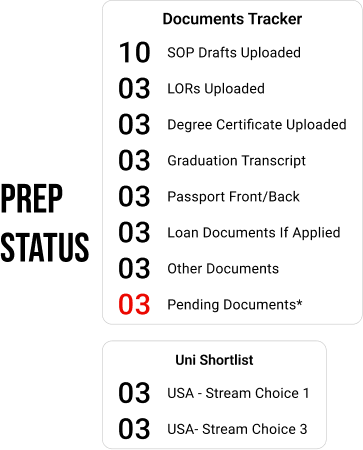 PREP
STATUS
Documents Tracker
10 SOP Drafts Uploaded
03 LORs Uploaded
03 Degree Certificate Uploaded
03 Graduation Transcript
03 Passport Front/Back
03 Loan Documents If Applied
03 Other Documents
03 Pending Documents*
Uni Shortlist
03 USA - Stream Choice 1
03 USA- Stream Choice 3